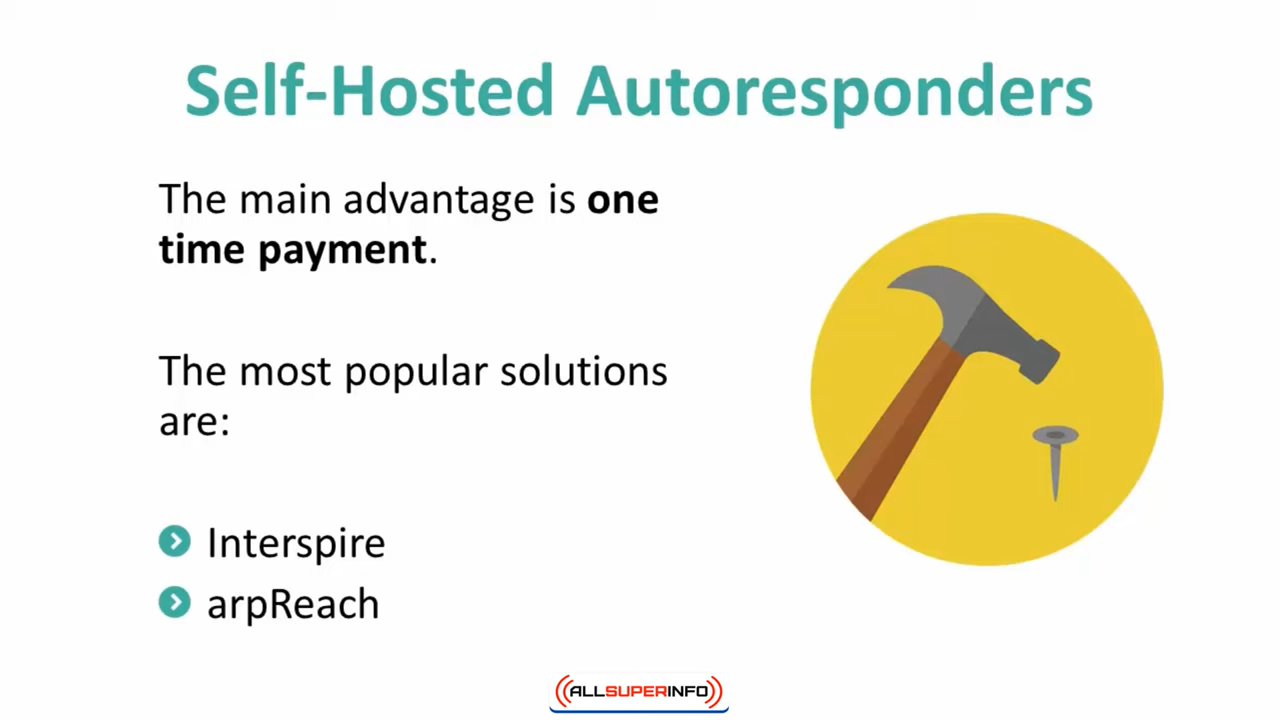 Self-Hosted Autoresponders
The main advantage is one
time payment.
The most popular solutions
are:
Interspire
arpReach
ALLSUPERINFO